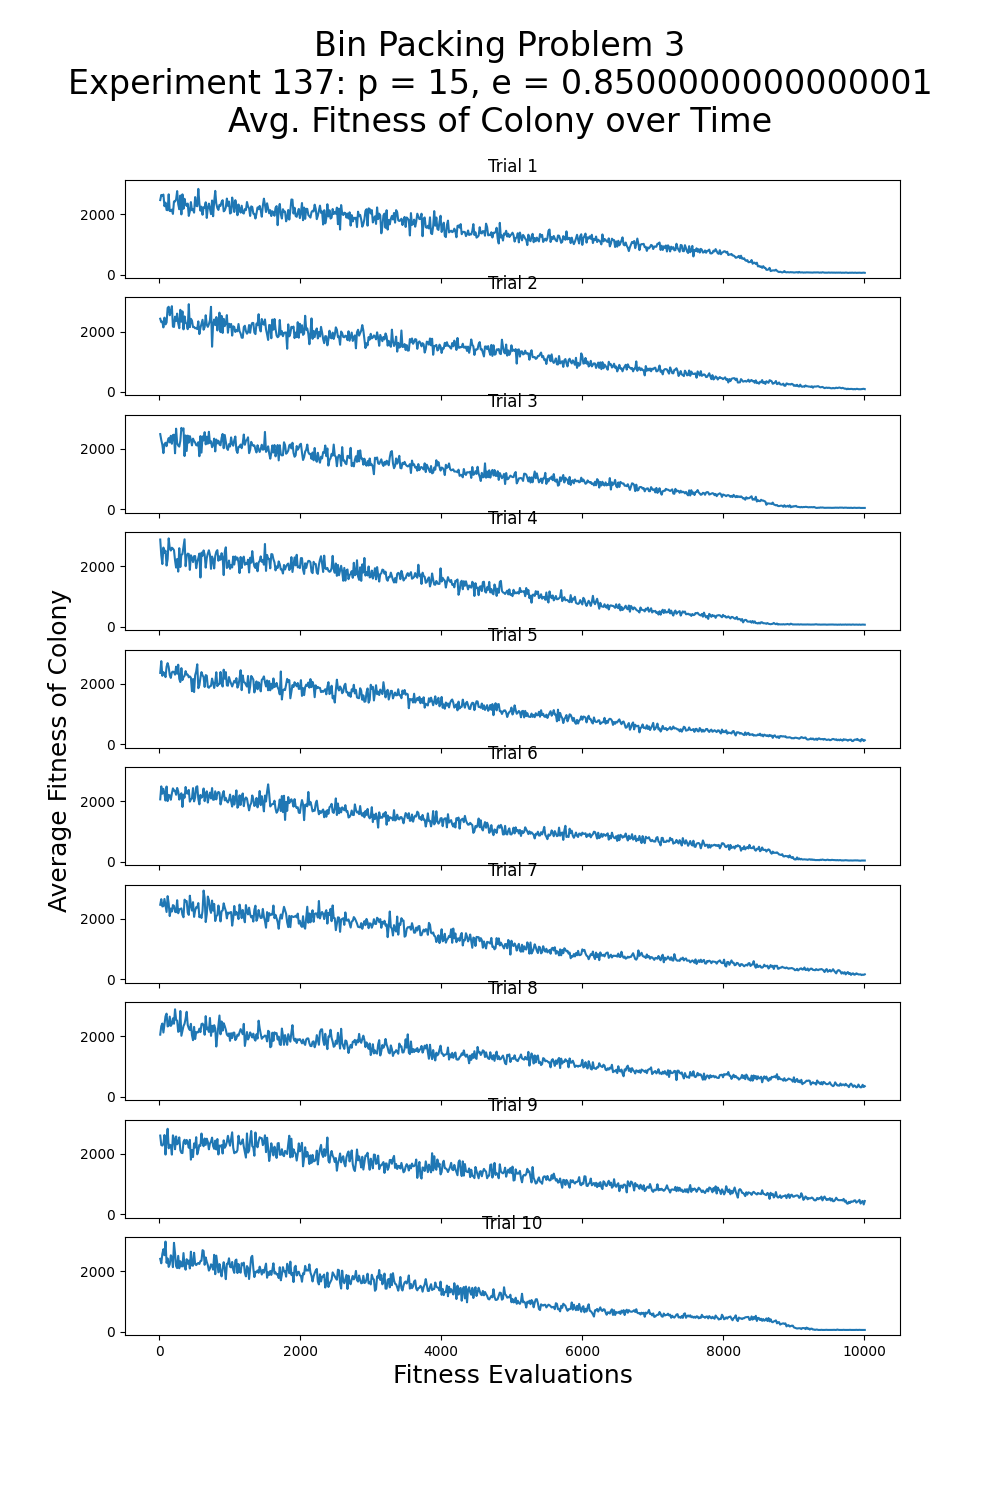 Bin Packing Problem 3
Experiment 137: p = 15, e = 0.8500000000000001
Avg. Fitness of Colony over Time
Trial 1
2000
0
Trial 2
2000
0
Trial 3
2000
0
Trial 4
2000
0
Trial 5
2000
0
Trial 6
2000
0
Trial 7
2000
0
Trial 8
2000
0
Trial 9
2000
0
Trial 10
2000
0
0 2000 4000 6000 8000 10000
Fitness Evaluations
Average Fitness of Colony